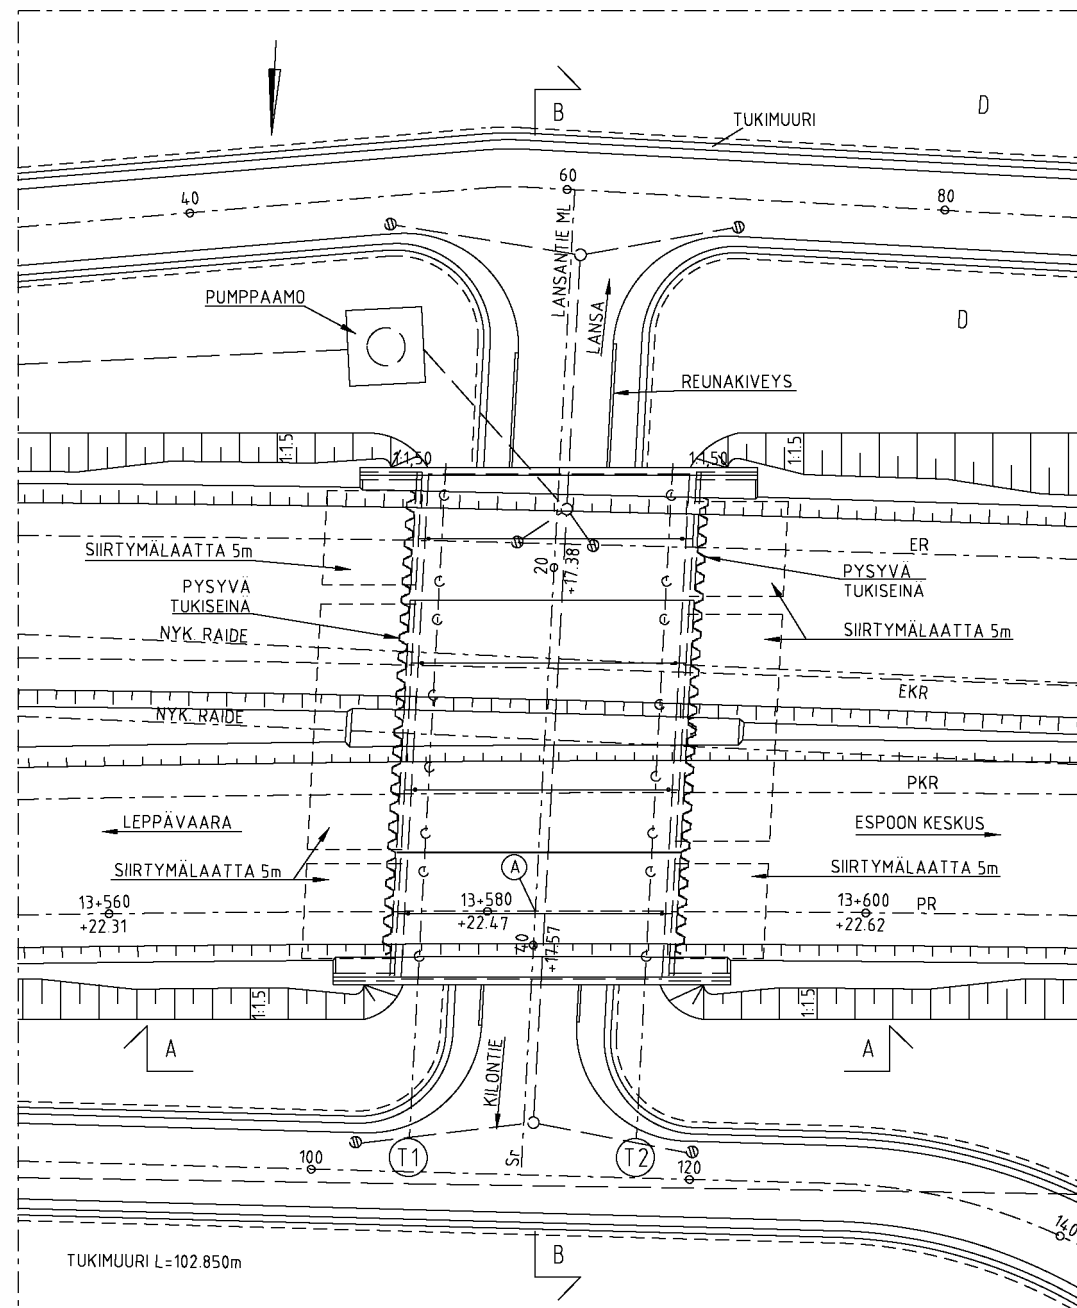 B
D
TUKIMUURI
60
40
80
LANSANTIE ML
PUMPPAAMO
LANSA
D
REUNAKIVEYS
1:1.5
1:1,50
1:1,50
1:1.5
SIIRTYMÄLAATTA 5m
ER
20
+17.38
PYSYVÄ
TUKISEINÄ
PYSYVÄ
TUKISEINÄ
NYK. RAIDE
SIIRTYMÄLAATTA 5m
EKR
NYK. RAIDE
PKR
LEPPÄVAARA
ESPOON KESKUS
SIIRTYMÄLAATTA 5m
A
SIIRTYMÄLAATTA 5m
13+560
+22.31
13+580
+22.47
13+600
+22.62
PR
40
+17.57
1:1.5
1:1.5
A
A
KILONTIE
100
T1
Sr
T2
120
140
B
TUKIMUURI L=102.850m